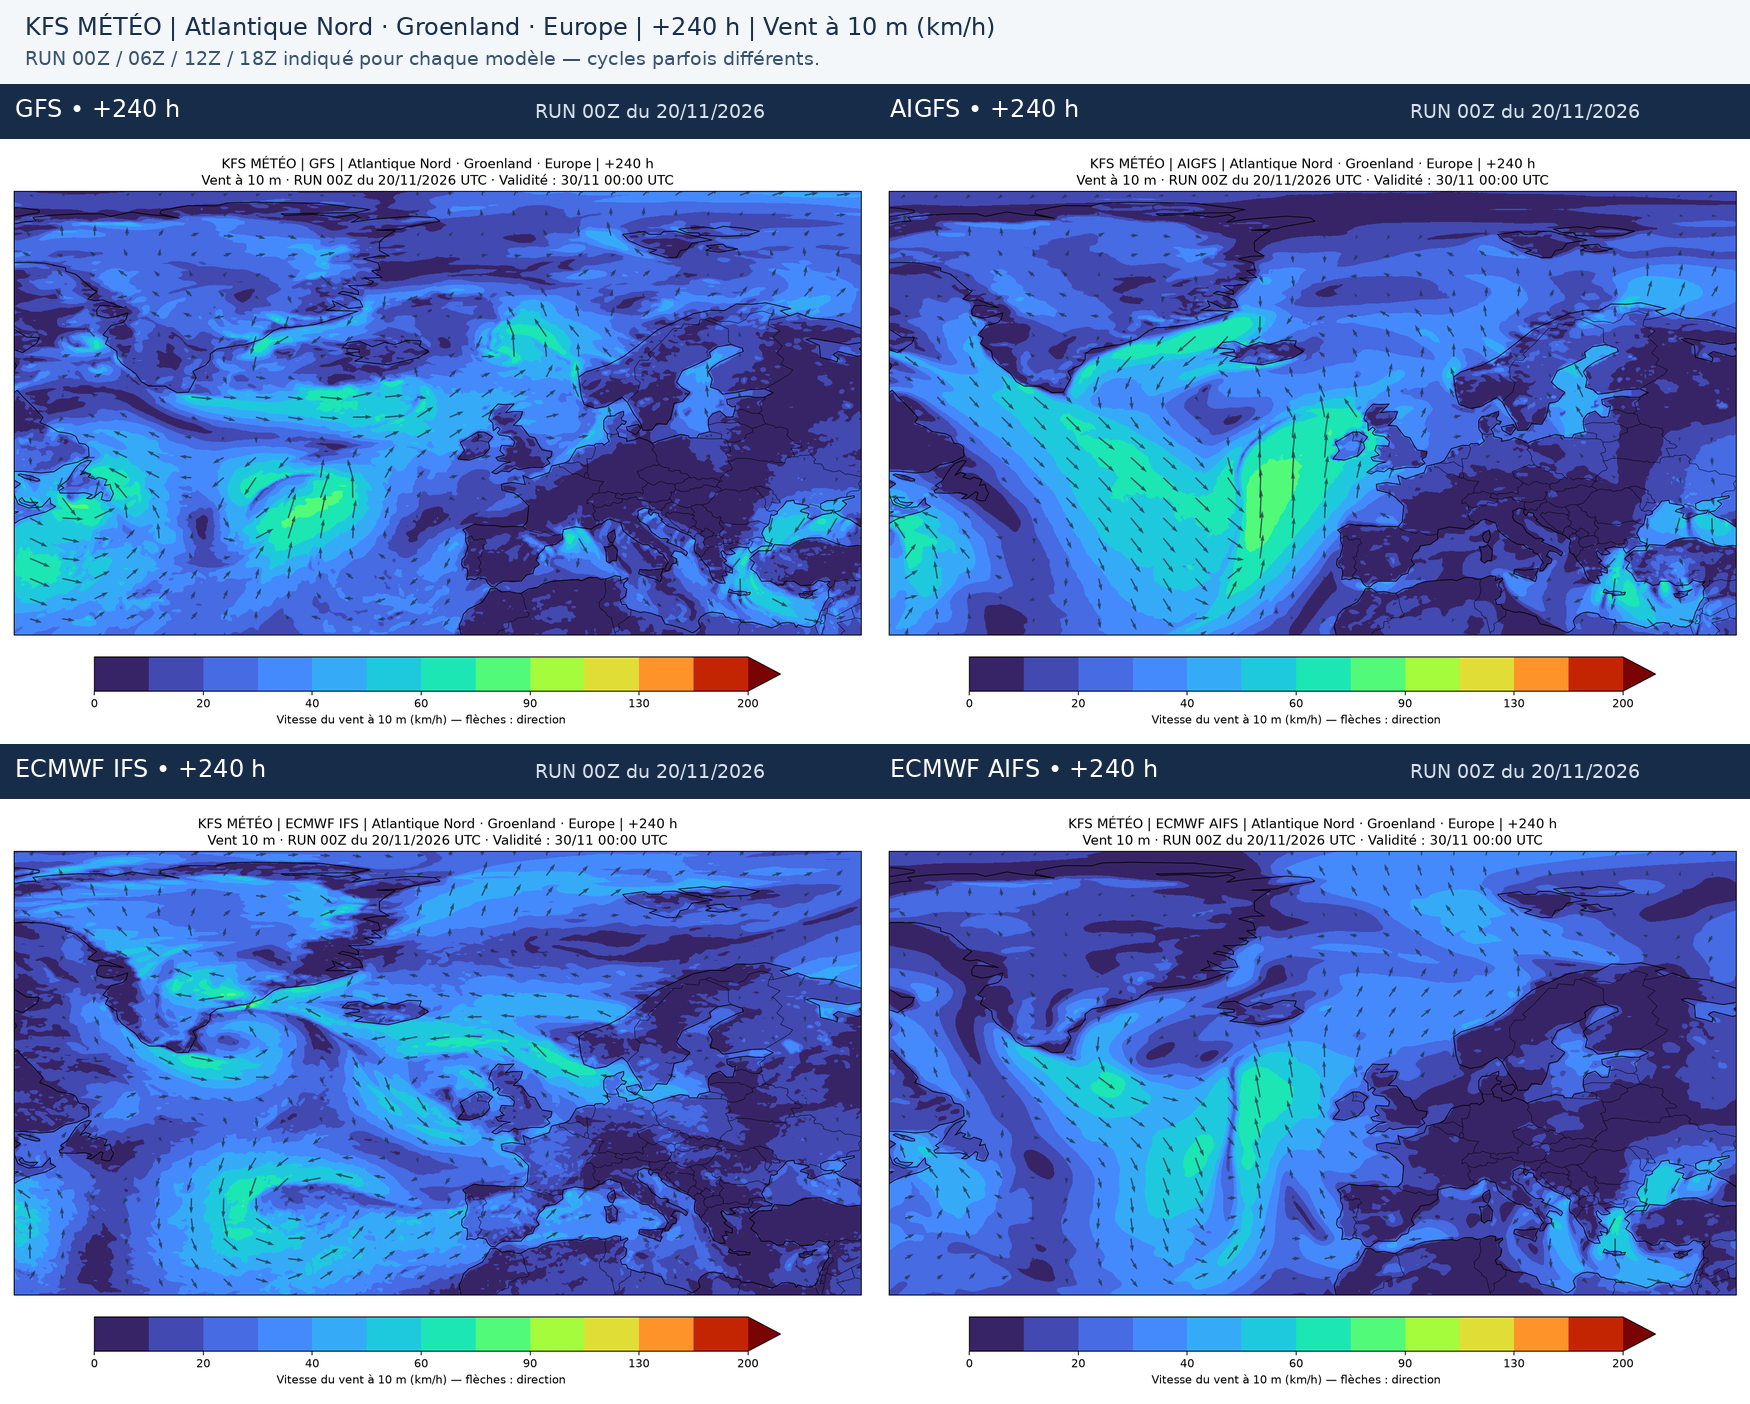 KFS MÉTÉO | Atlantique Nord · Groenland · Europe | +240 h | Vent à 10 m (km/h)
RUN 00Z / 06Z / 12Z / 18Z indiqué pour chaque modèle — cycles parfois différents.
GFS • +240 h
RUN 00Z du 20/11/2026
AIGFS • +240 h
RUN 00Z du 20/11/2026
KFS MÉTÉO | GFS | Atlantique Nord · Groenland · Europe | +240 h
Vent à 10 m · RUN 00Z du 20/11/2026 UTC · Validité : 30/11 00:00 UTC
KFS MÉTÉO | AIGFS | Atlantique Nord · Groenland · Europe | +240 h
Vent à 10 m · RUN 00Z du 20/11/2026 UTC · Validité : 30/11 00:00 UTC
0 20 40 60 90 130 200
Vitesse du vent à 10 m (km/h) — flèches : direction
0 20 40 60 90 130 200
Vitesse du vent à 10 m (km/h) — flèches : direction
ECMWF IFS • +240 h
RUN 00Z du 20/11/2026
ECMWF AIFS • +240 h
RUN 00Z du 20/11/2026
KFS MÉTÉO | ECMWF IFS | Atlantique Nord · Groenland · Europe | +240 h
Vent 10 m · RUN 00Z du 20/11/2026 UTC · Validité : 30/11 00:00 UTC
KFS MÉTÉO | ECMWF AIFS | Atlantique Nord · Groenland · Europe | +240 h
Vent 10 m · RUN 00Z du 20/11/2026 UTC · Validité : 30/11 00:00 UTC
0 20 40 60 90 130 200
Vitesse du vent à 10 m (km/h) — flèches : direction
0 20 40 60 90 130 200
Vitesse du vent à 10 m (km/h) — flèches : direction